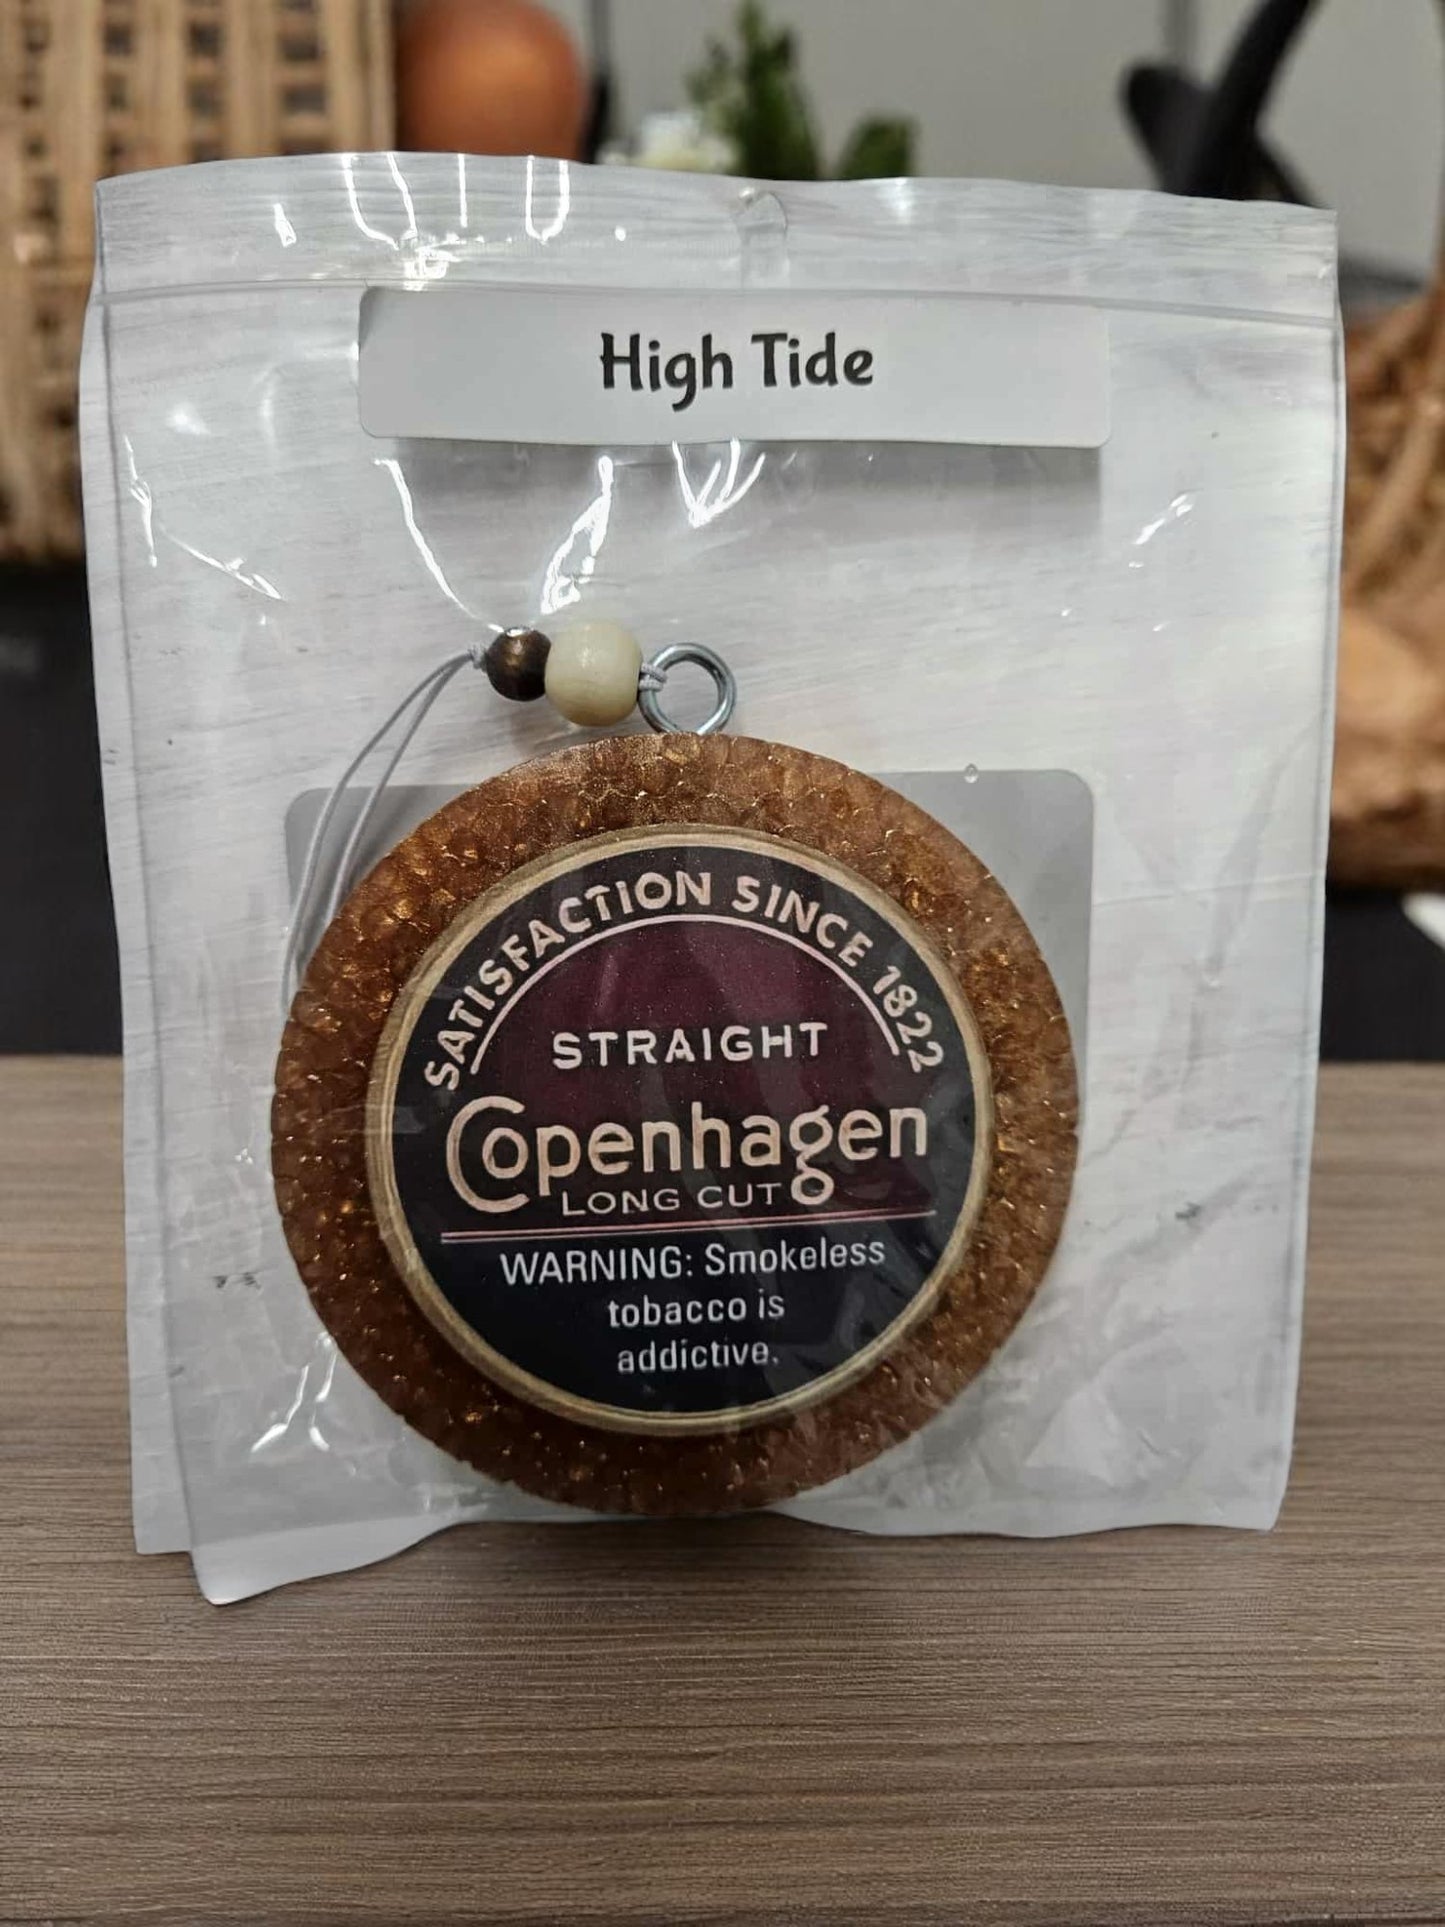 High Tide
SATISFACTION SINCE 1822
STRAIGHT
Copenhagen
LONG CUT
WARNING: Smokeless
tobacco is
addictive.